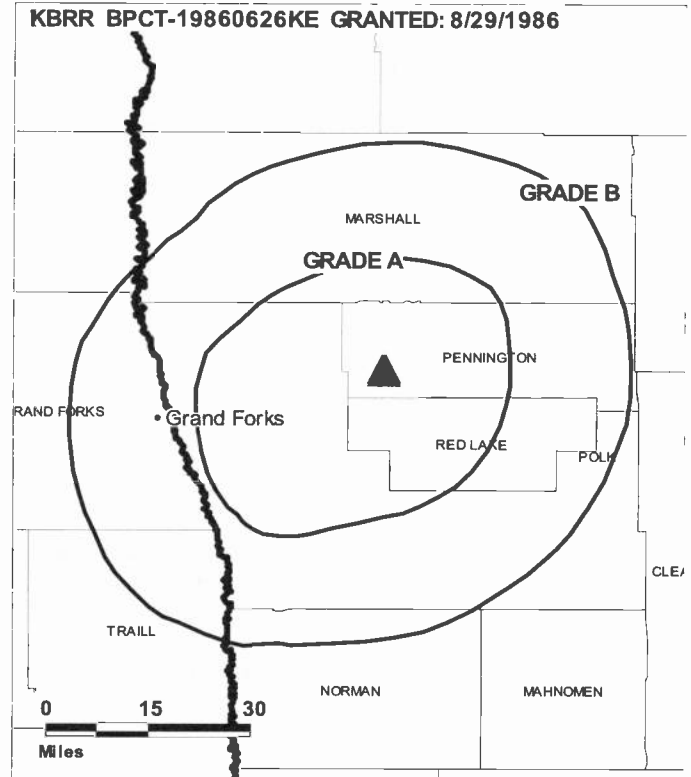 KBRR BPCT-19860626KE GRANTED: 8/29/1986
GRADE B
MARSHALL
GRADE A
PENNINGTON
RAND FORKS
Grand Forks
RED LAKE
POLK
CLEA
TRAILL
NORMAN
MAHNOMEN
0 15 30
Miles